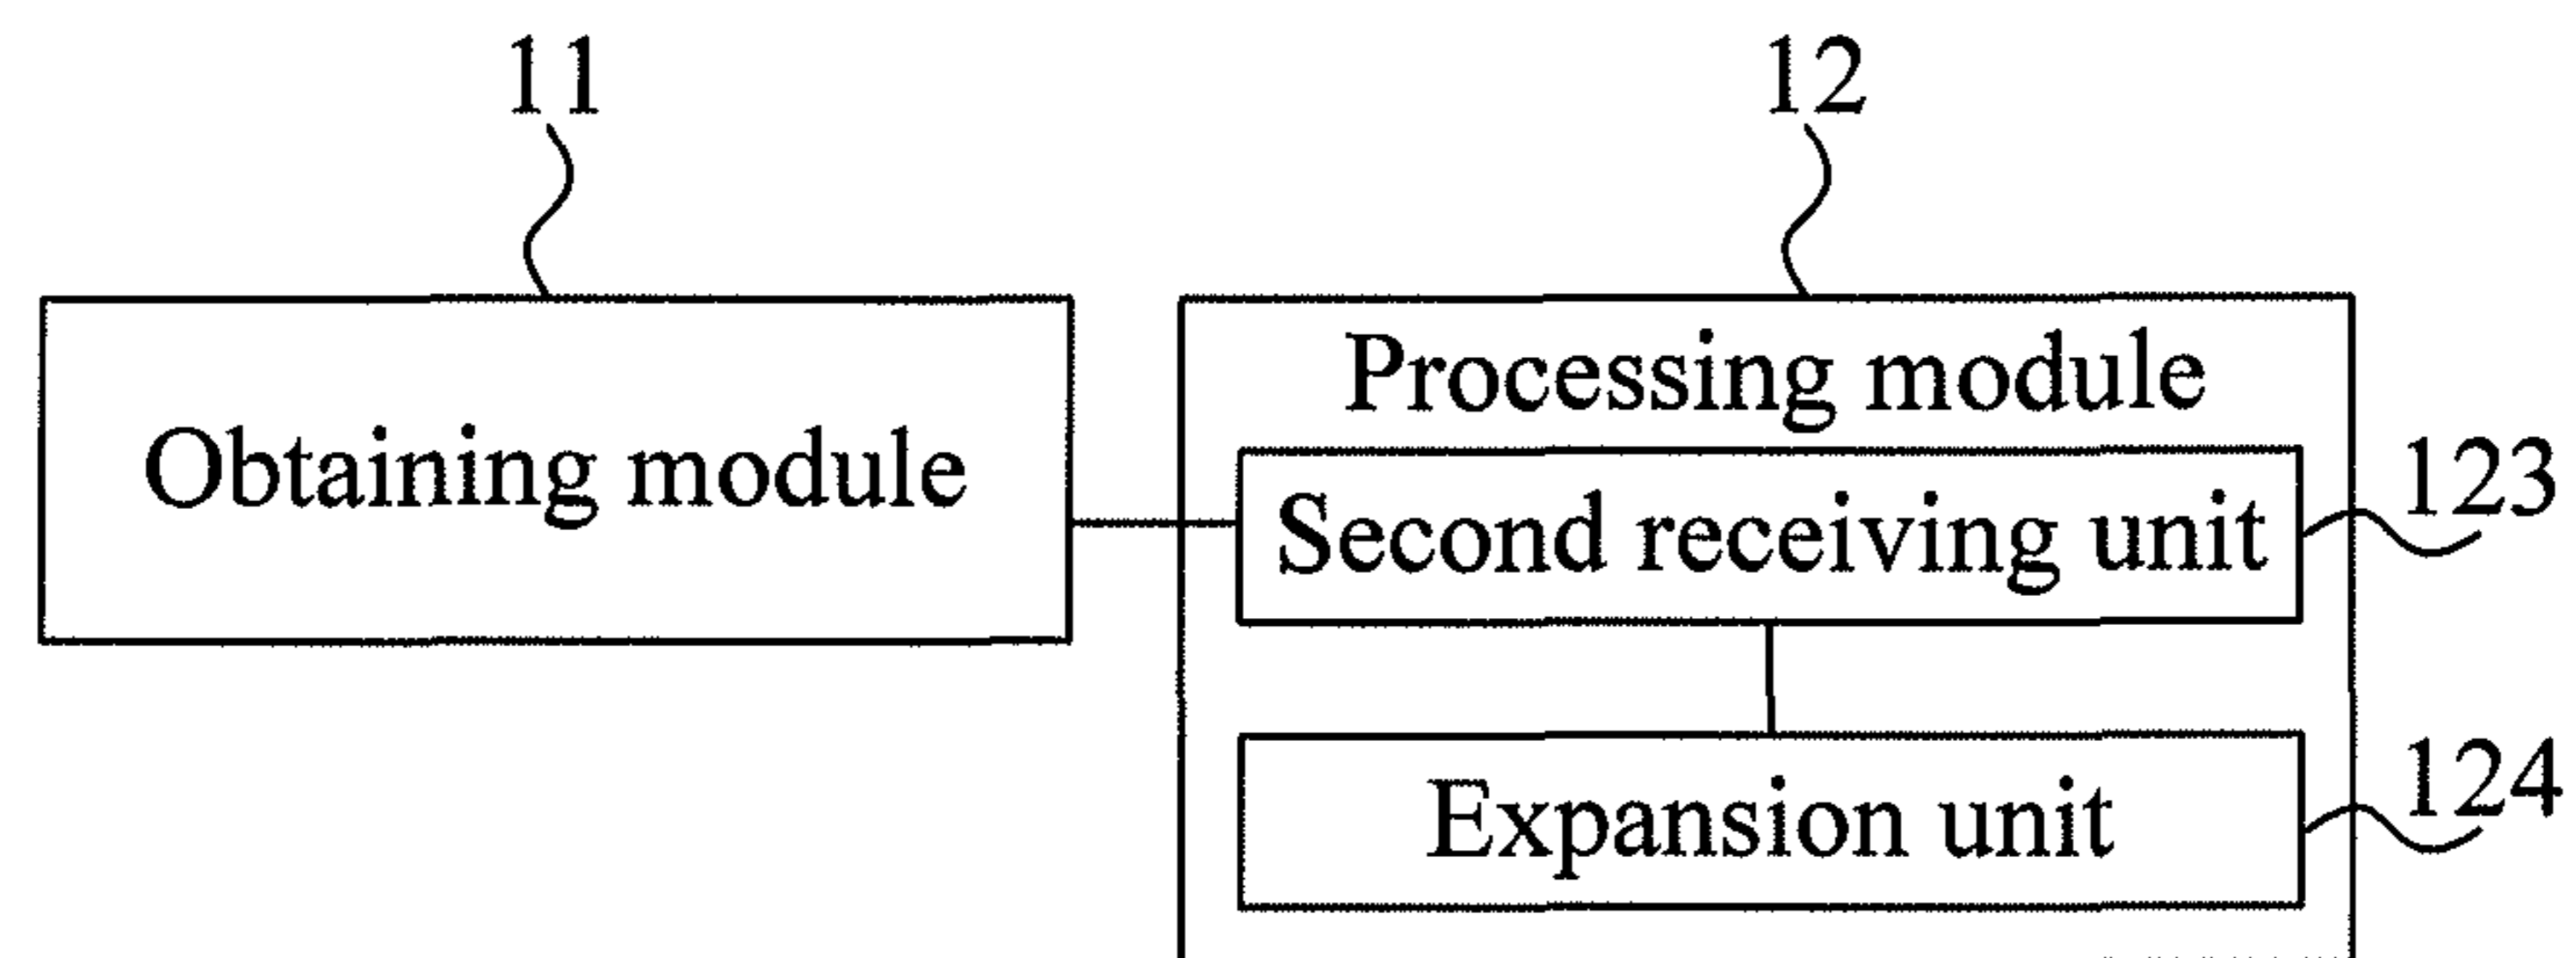 11
12
Processing module
Obtaining module
Second receiving unit
123
Expansion unit
124